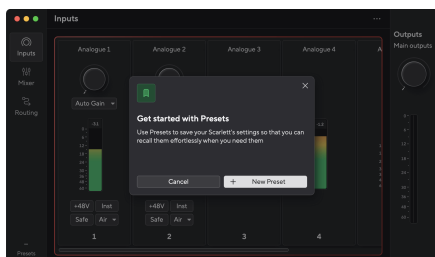 Inputs
...
Outputs
Main outputs
Inputs
Mixer
Routing
Presets
Analogue 1
Analogue 2
Analogue 3
Analogue 4
A
Auto Gain
Get started with Presets
Use Presets to save your Scarlett's settings so that you can
recall them effortlessly when you need them
Cancel
+ New Preset
+48V Inst
+48V Inst
Safe Air
Safe Air
1
2
3
4